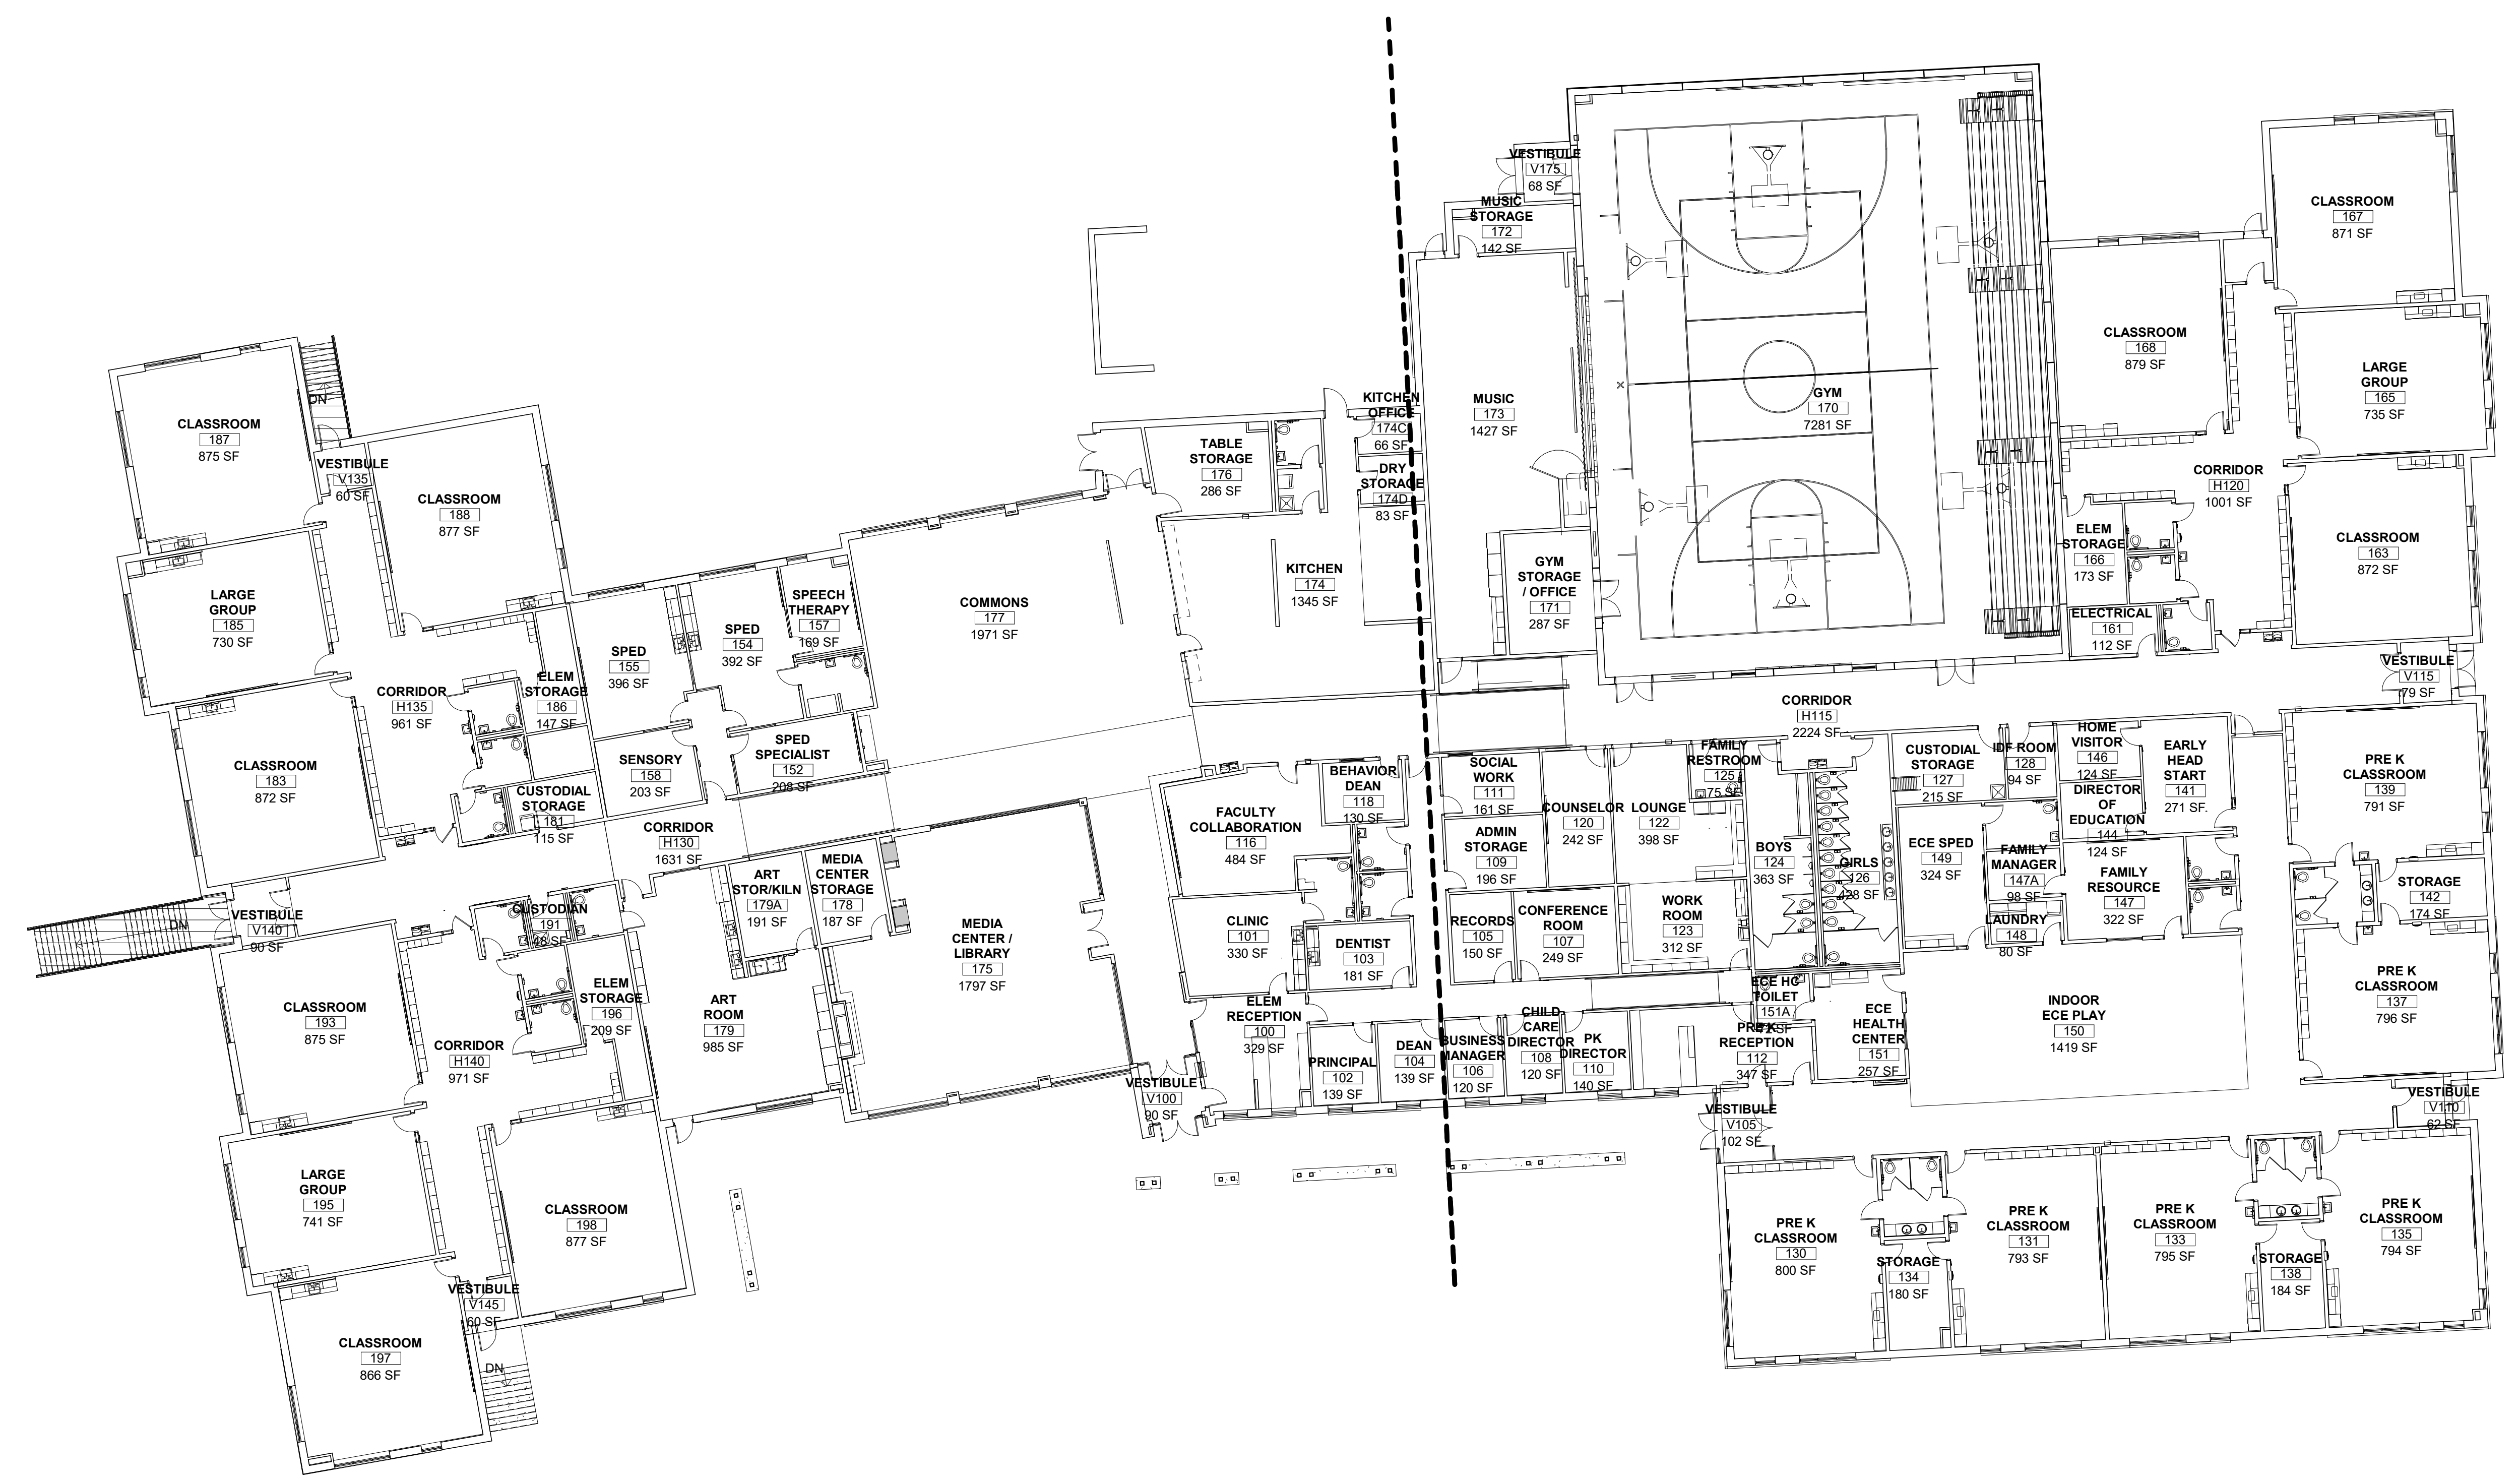 VESTIBULE
V175
68 SF
MUSIC
STORAGE
172
142 SF
CLASSROOM
167
871 SF
CLASSROOM
168
879 SF
LARGE
GROUP
165
735 SF
MUSIC
173
1427 SF
GYM
170
7281 SF
KITCHEN
OFFICE
174C
66 SF
DRY
STORAGE
174D
83 SF
TABLE
STORAGE
176
286 SF
CLASSROOM
187
875 SF
DN
VESTIBULE
V135
60 SF
CLASSROOM
188
877 SF
CORRIDOR
H120
1001 SF
ELEM
STORAGE
166
173 SF
CLASSROOM
163
872 SF
ELECTRICAL
161
112 SF
KITCHEN
174
1345 SF
GYM
STORAGE
/ OFFICE
171
287 SF
COMMONS
177
1971 SF
SPEECH
THERAPY
157
169 SF
SPED
154
392 SF
SPED
155
396 SF
LARGE
GROUP
185
730 SF
CORRIDOR
H135
961 SF
ELEM
STORAGE
186
147 SF
VESTIBULE
V115
79 SF
CORRIDOR
H115
2224 SF
CLASSROOM
183
872 SF
CUSTODIAL
STORAGE
181
115 SF
SENSORY
158
203 SF
SPED
SPECIALIST
152
208 SF
CORRIDOR
H130
1631 SF
FACULTY
COLLABORATION
116
484 SF
BEHAVIOR
DEAN
118
130 SF
SOCIAL
WORK
111
161 SF
ADMIN
STORAGE
109
196 SF
COUNSELOR
120
242 SF
LOUNGE
122
398 SF
FAMILY
RESTROOM
125
75 SF
BOYS
124
363 SF
GIRLS
126
428 SF
CUSTODIAL
STORAGE
127
215 SF
IDF ROOM
128
94 SF
HOME
VISITOR
146
124 SF
DIRECTOR
OF
EDUCATION
144
124 SF
EARLY
HEAD
START
141
271 SF.
PRE K
CLASSROOM
139
791 SF
ECE SPED
149
324 SF
FAMILY
MANAGER
147A
98 SF
LAUNDRY
148
80 SF
FAMILY
RESOURCE
147
322 SF
STORAGE
142
174 SF
PRE K
CLASSROOM
137
796 SF
DN
VESTIBULE
V140
90 SF
CLASSROOM
193
875 SF
CUSTODIAN
191
48 SF
ELEM
STORAGE
196
209 SF
CORRIDOR
H140
971 SF
ART
STOR/KILN
179A
191 SF
MEDIA
CENTER
STORAGE
178
187 SF
ART
ROOM
179
985 SF
MEDIA
CENTER /
LIBRARY
175
1797 SF
CLINIC
101
330 SF
DENTIST
103
181 SF
RECORDS
105
150 SF
CONFERENCE
ROOM
107
249 SF
WORK
ROOM
123
312 SF
ELEM
RECEPTION
100
329 SF
PRINCIPAL
102
139 SF
DEAN
104
139 SF
BUSINESS
MANAGER
106
120 SF
CHILD
CARE
DIRECTOR
108
120 SF
PK
DIRECTOR
110
140 SF
ECE HC
TOILET
151A
PRE K
RECEPTION
112
347 SF
ECE
HEALTH
CENTER
151
257 SF
INDOOR
ECE PLAY
150
1419 SF
VESTIBULE
V100
90 SF
VESTIBULE
V105
102 SF
VESTIBULE
V110
62 SF
LARGE
GROUP
195
741 SF
CLASSROOM
198
877 SF
VESTIBULE
V145
60 SF
CLASSROOM
197
866 SF
DN
PRE K
CLASSROOM
130
800 SF
STORAGE
134
180 SF
PRE K
CLASSROOM
131
793 SF
PRE K
CLASSROOM
133
795 SF
STORAGE
138
184 SF
PRE K
CLASSROOM
135
794 SF